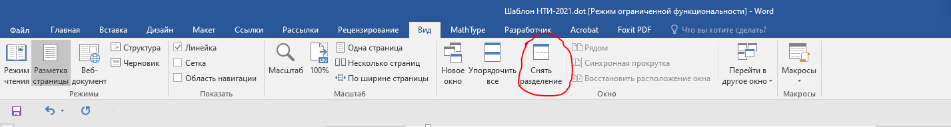 Шаблон НТИ-2021.dot [Режим ограниченной функциональности] - Word
Файл Главная Вставка Дизайн Макет Ссылки Рассылки Рецензирование Вид MathType Разработчик Acrobat Foxit PDF Что вы хотите сделать?
Режим чтения
Разметка страницы
Веб-документ
Структура
Черновик
Режимы
Линейка
Сетка
Область навигации
Показать
Масштаб
100%
Одна страница
Несколько страниц
По ширине страницы
Масштаб
Новое окно
Упорядочить все
Снять разделение
Рядом
Синхронная прокрутка
Восстановить расположение окна
Перейти в другое окно
Окно
Макросы
Макросы